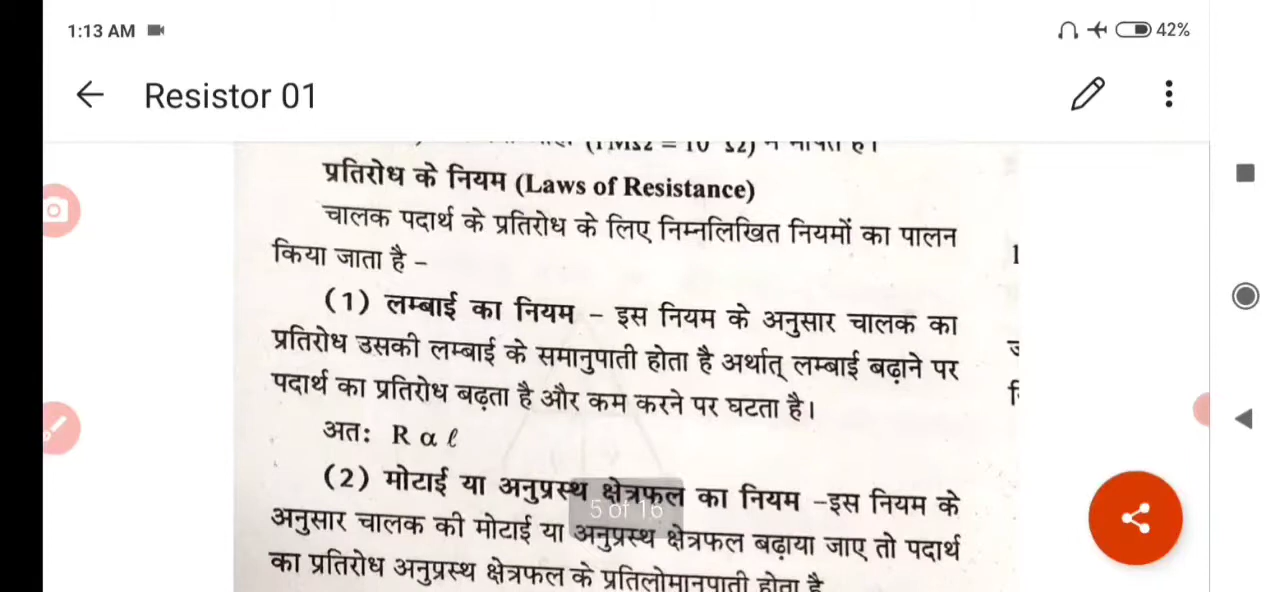 1:13 AM
42%
Resistor 01
प्रतिरोध के नियम (Laws of Resistance)
चालक पदार्थ के प्रतिरोध के लिए निम्नलिखित नियमों का पालन
किया जाता है –
(1) लम्बाई का नियम – इस नियम के अनुसार चालक का
प्रतिरोध उसकी लम्बाई के समानुपाती होता है अर्थात् लम्बाई बढ़ाने पर
पदार्थ का प्रतिरोध बढ़ता है और कम करने पर घटता है।
अत: R α ℓ
(2) मोटाई या अनुप्रस्थ क्षेत्रफल का नियम –इस नियम के
5 of 16
अनुसार चालक की मोटाई या अनुप्रस्थ क्षेत्रफल बढ़ाया जाए तो पदार्थ
का प्रतिरोध अनुप्रस्थ क्षेत्रफल के प्रतिलोमानुपाती होता है